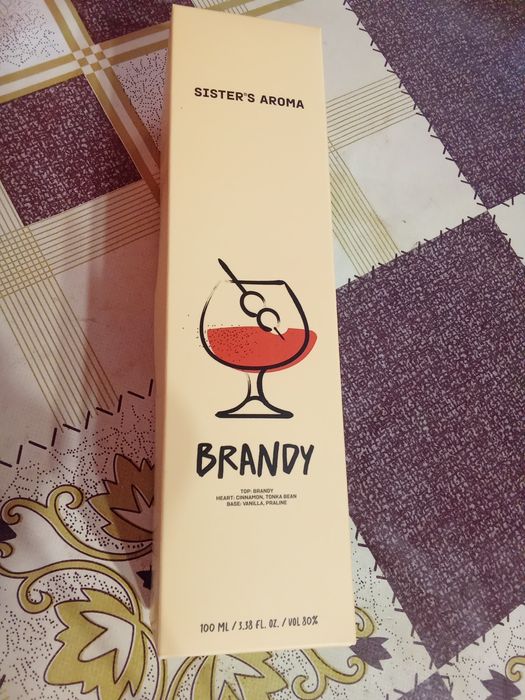 SISTER'S AROMA
BRANDY
TOP: BRANDY
HEART: CINNAMON, TONKA BEAN
BASE: VANILLA, PRALINE
100 ML / 3.38 FL. OZ. / VOL 80%